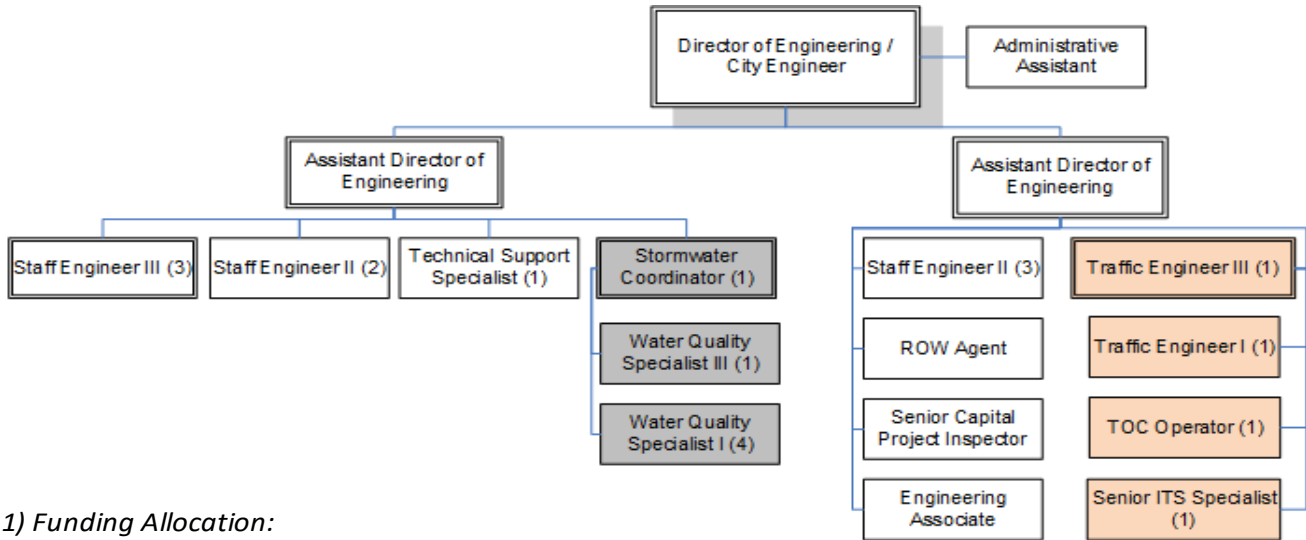 Director of Engineering /
City Engineer
Administrative
Assistant
Assistant Director of
Engineering
Assistant Director of
Engineering
Staff Engineer III (3)
Staff Engineer II (2)
Technical Support
Specialist (1)
Stormwater
Coordinator (1)
Water Quality
Specialist III (1)
Water Quality
Specialist I (4)
Staff Engineer II (3)
Traffic Engineer III (1)
ROW Agent
Traffic Engineer I (1)
Senior Capital
Project Inspector
TOC Operator (1)
Engineering
Associate
Senior ITS Specialist
(1)
1) Funding Allocation: